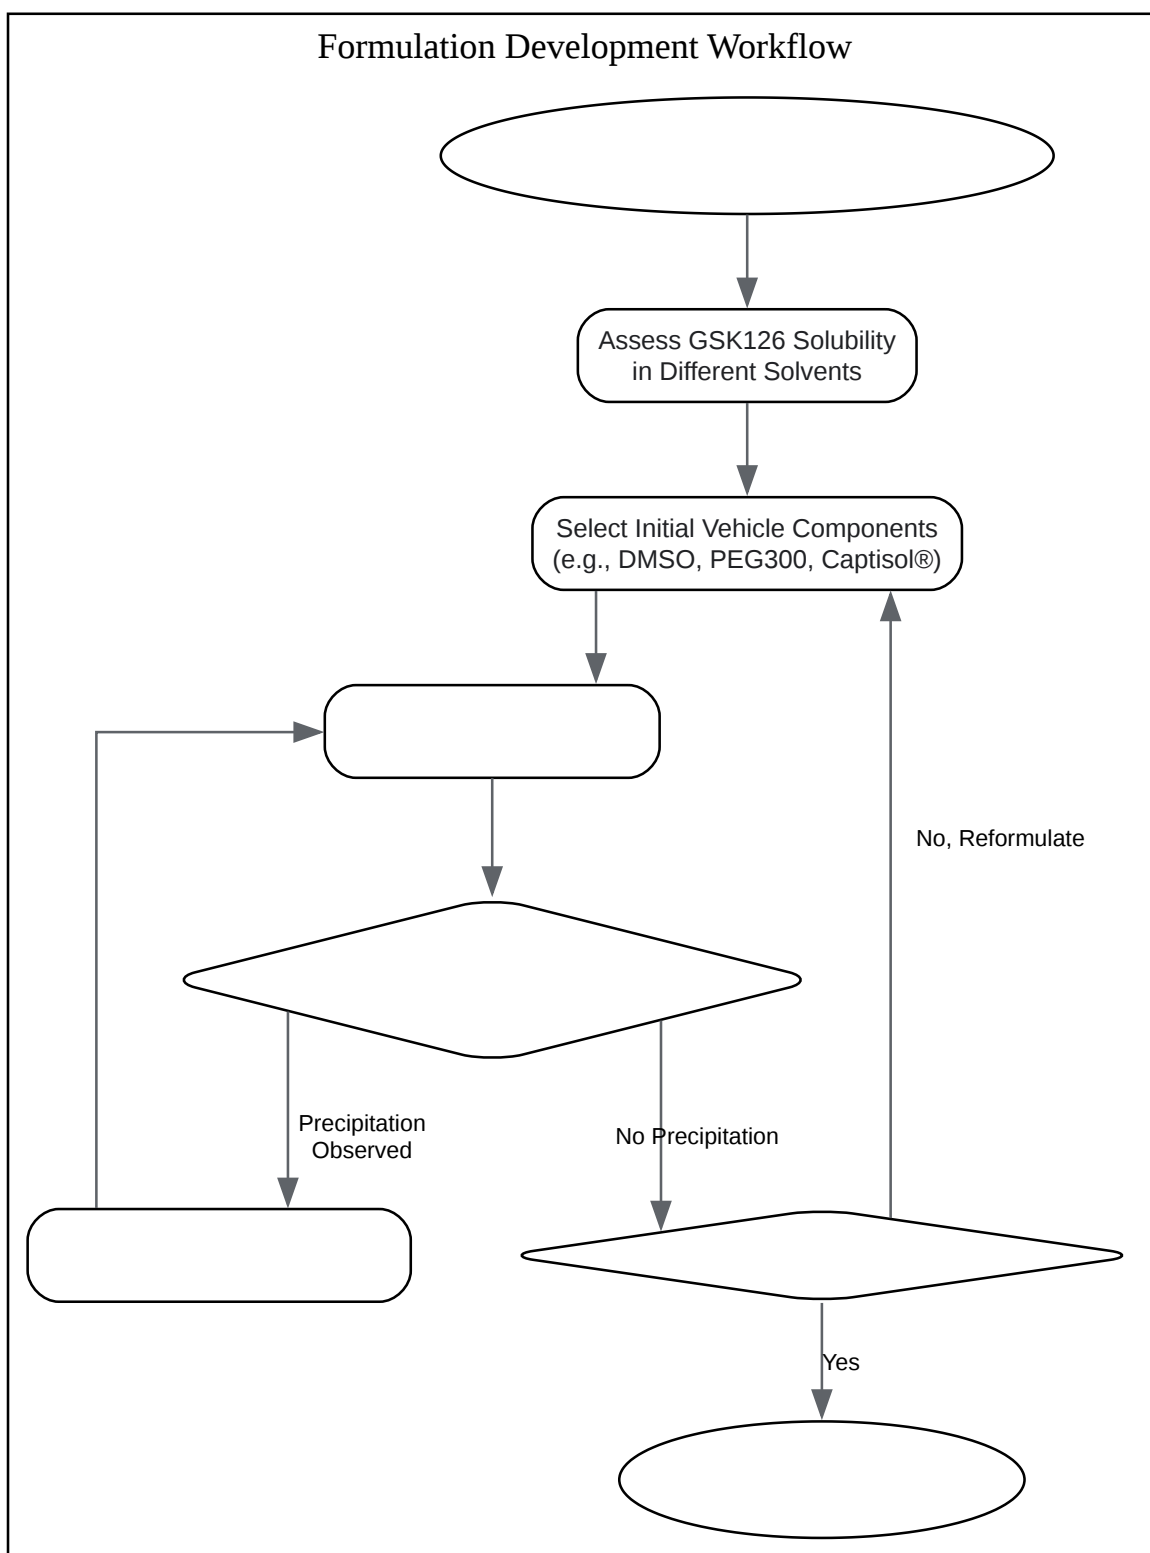 Formulation Development Workflow
Assess GSK126 Solubility
in Different Solvents
Select Initial Vehicle Components
(e.g., DMSO, PEG300, Captisol®)
No, Reformulate
Precipitation
Observed
No Precipitation
Yes